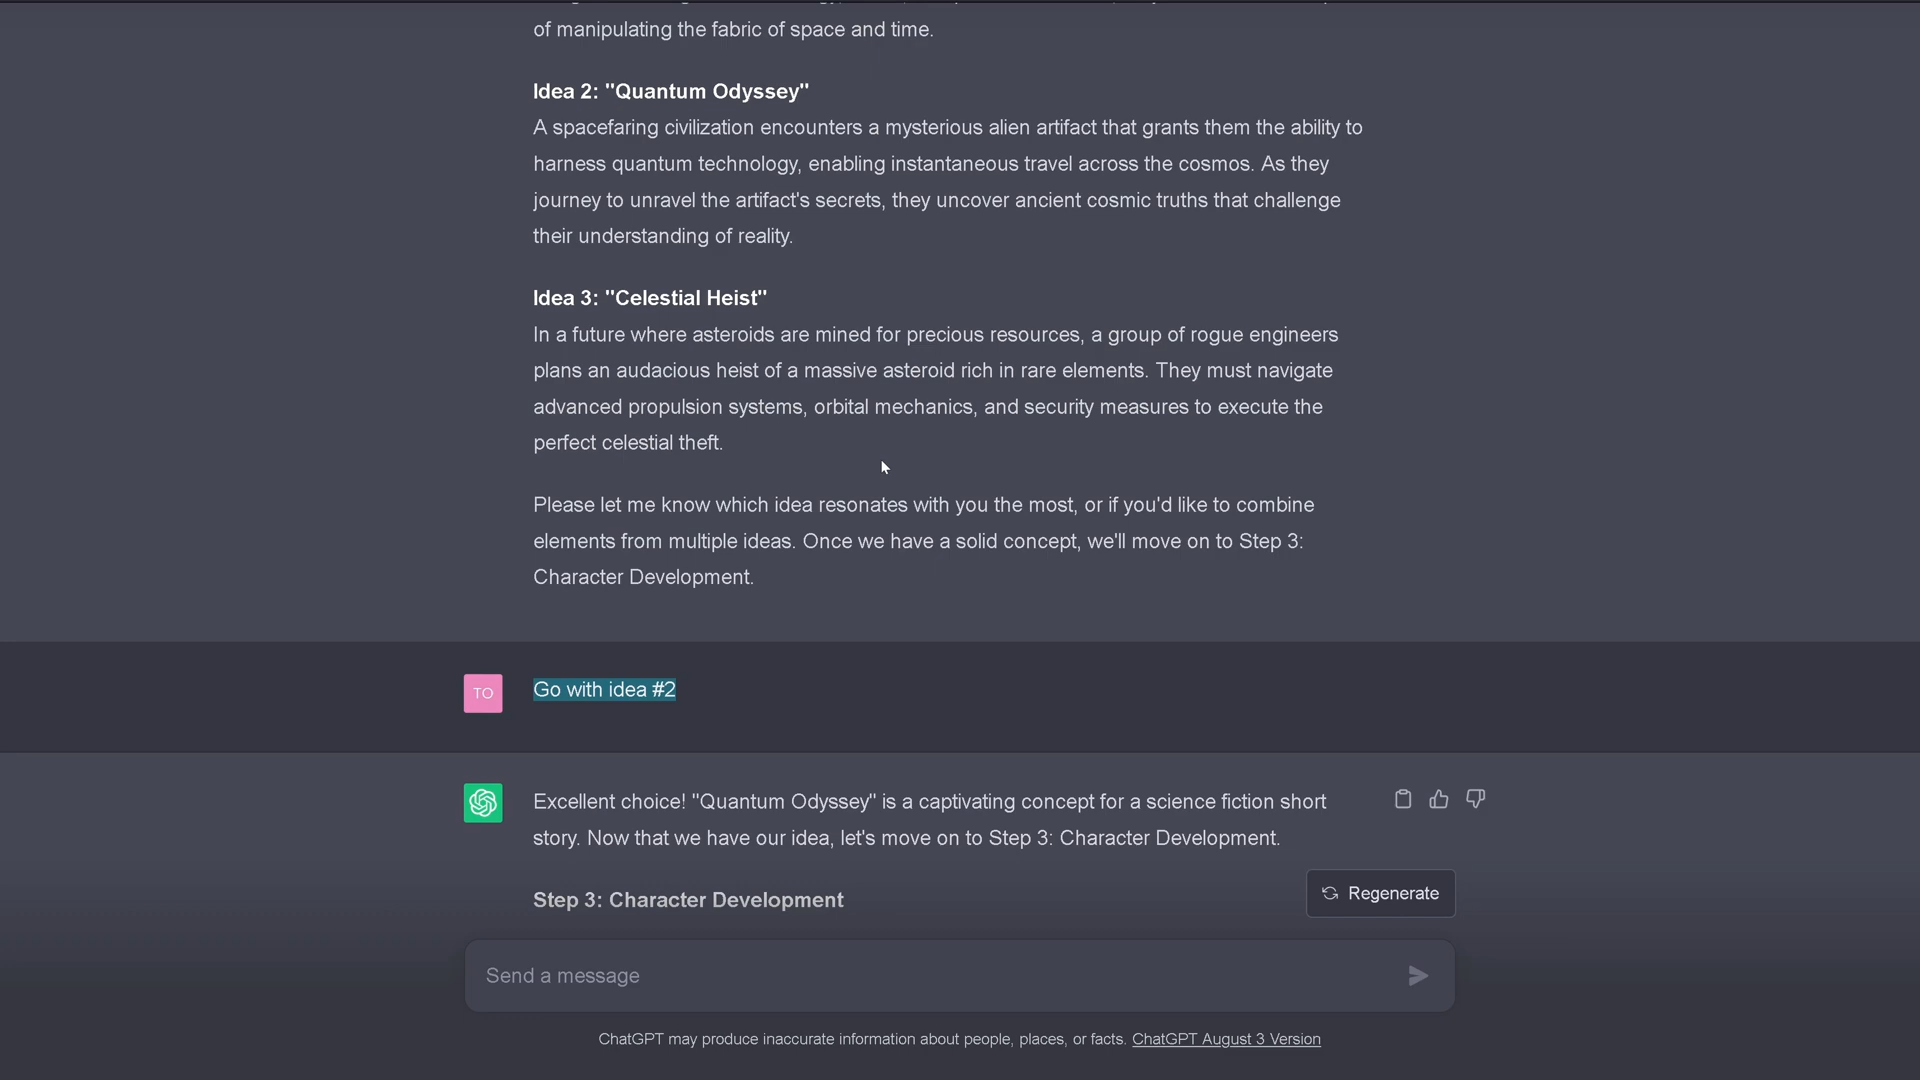 of manipulating the fabric of space and time.
Idea 2: "Quantum Odyssey"
A spacefaring civilization encounters a mysterious alien artifact that grants them the ability to
harness quantum technology, enabling instantaneous travel across the cosmos. As they
journey to unravel the artifact's secrets, they uncover ancient cosmic truths that challenge
their understanding of reality.
Idea 3: "Celestial Heist"
In a future where asteroids are mined for precious resources, a group of rogue engineers
plans an audacious heist of a massive asteroid rich in rare elements. They must navigate
advanced propulsion systems, orbital mechanics, and security measures to execute the
perfect celestial theft.
Please let me know which idea resonates with you the most, or if you'd like to combine
elements from multiple ideas. Once we have a solid concept, we'll move on to Step 3:
Character Development.
TO
Go with idea #2
Excellent choice! "Quantum Odyssey" is a captivating concept for a science fiction short
story. Now that we have our idea, let's move on to Step 3: Character Development.
Step 3: Character Development
Regenerate
Send a message
ChatGPT may produce inaccurate information about people, places, or facts. ChatGPT August 3 Version